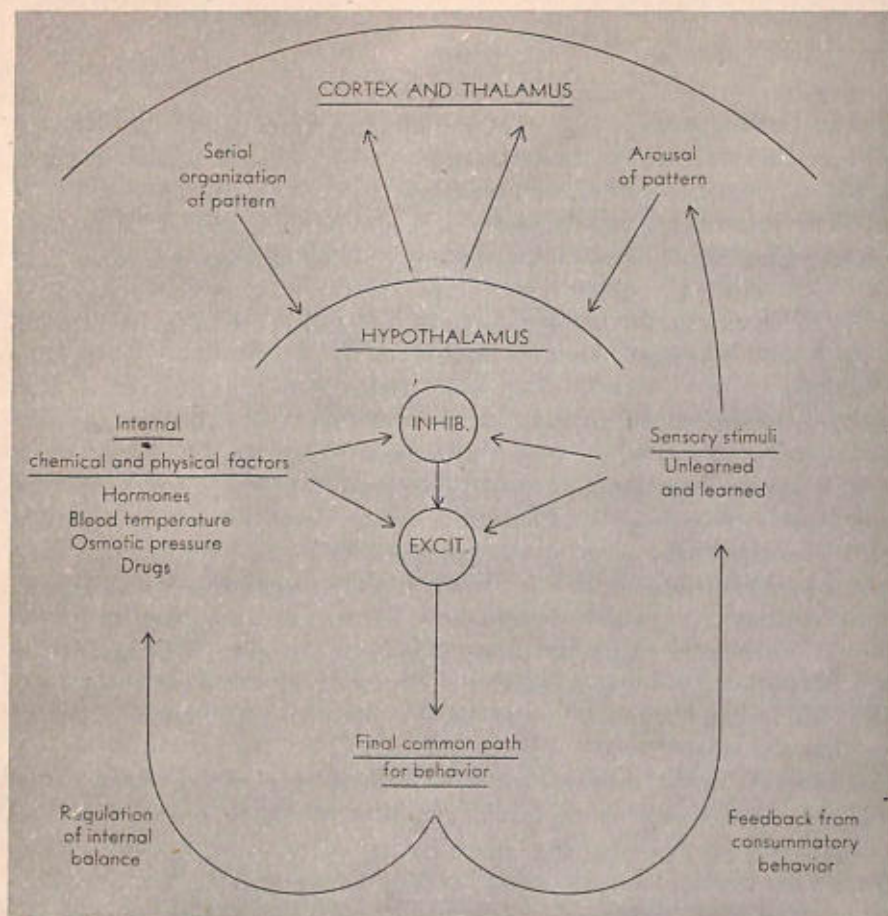 CORTEX AND THALAMUS
Serial
organization
of pattern
Arousal
of pattern
HYPOTHALAMUS
INHIB.
Internal
chemical and physical factors
Hormones
Blood temperature
Osmotic pressure
Drugs
Sensory stimuli
Unlearned
and learned
EXCIT.
Final common path
for behavior
Regulation
of internal
balance
Feedback from
consummatory
behavior